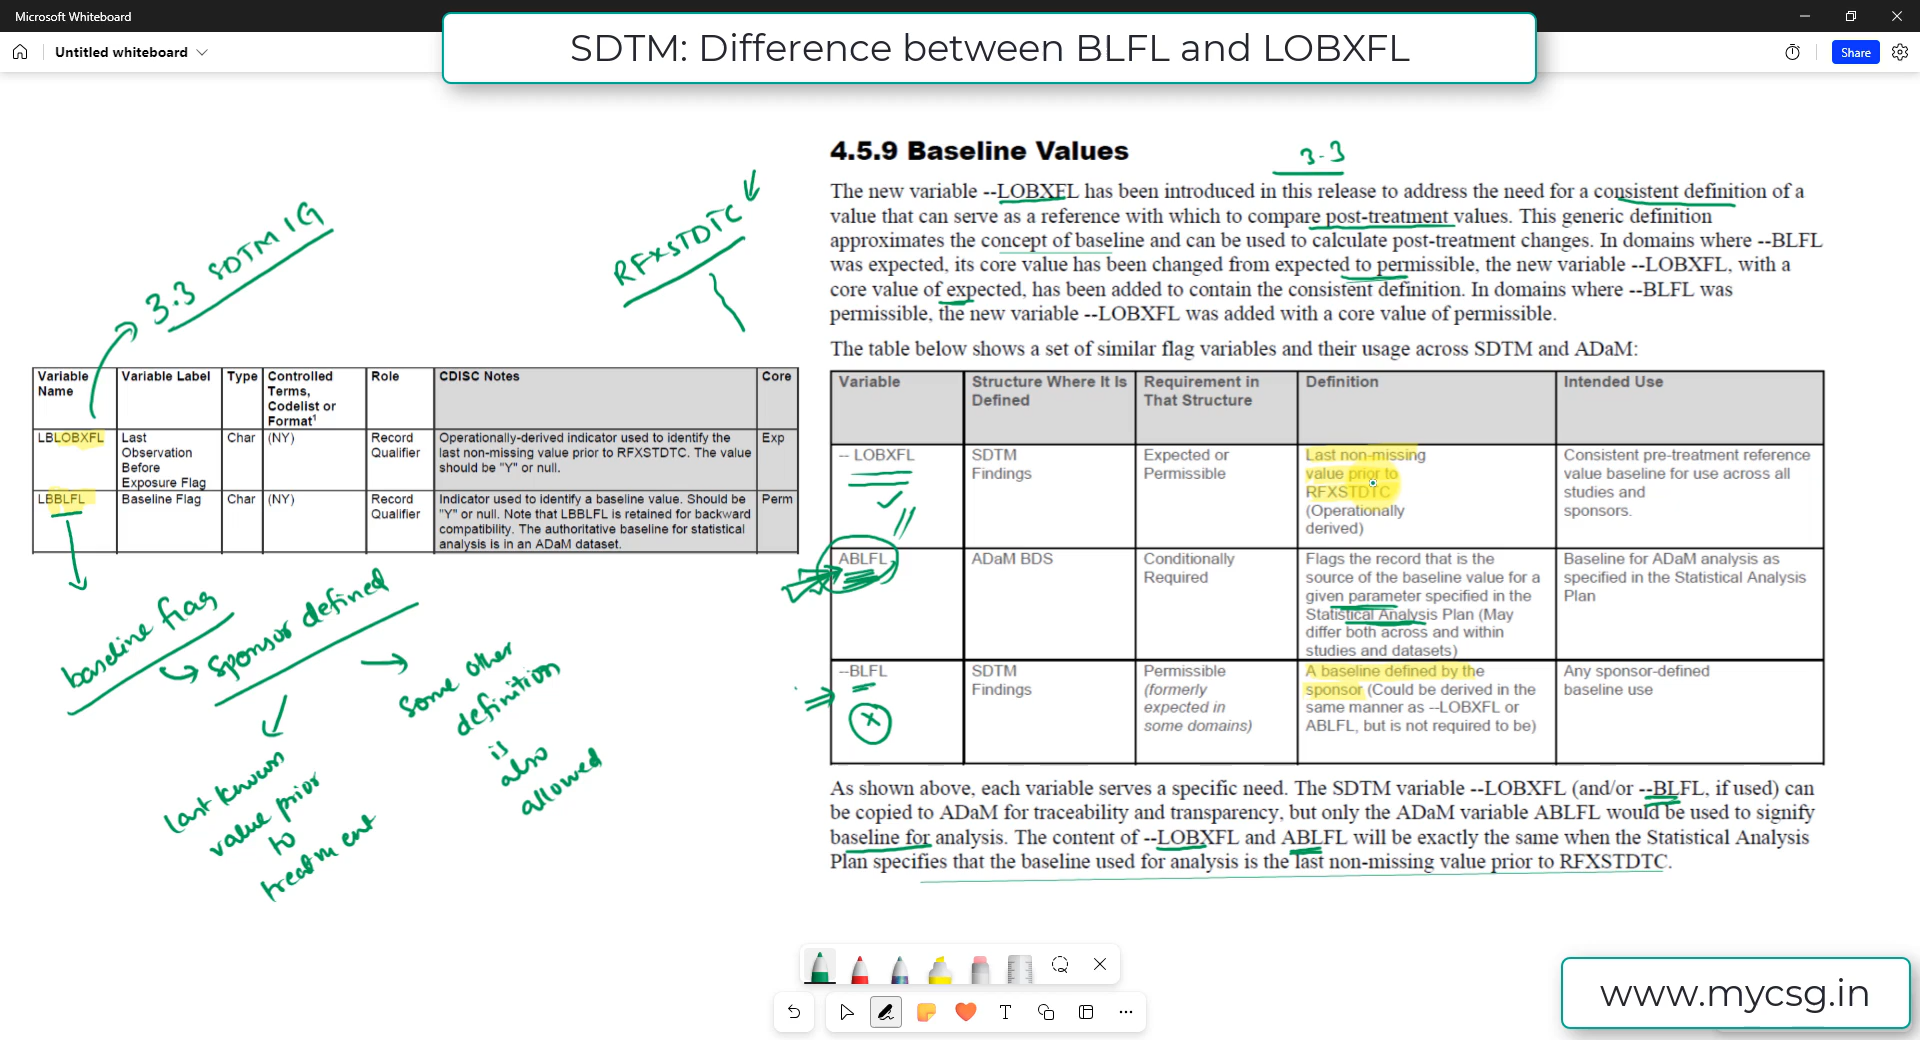 Microsoft Whiteboard
Untitled whiteboard
SDTM: Difference between BLFL and LOBXFL
Share
3.3 SDTM IG
RFXSTDTC
Variable Name
Variable Label
Type
Controlled Terms, Codelist or Format¹
Role
CDISC Notes
Core
LBLOBXFL
Last Observation Before Exposure Flag
Char
(NY)
Record Qualifier
Operationally-derived indicator used to identify the
last non-missing value prior to RFXSTDTC. The value
should be "Y" or null.
Exp
LBBLFL
Baseline Flag
Char
(NY)
Record Qualifier
Indicator used to identify a baseline value. Should be
"Y" or null. Note that LBBLFL is retained for backward
compatibility. The authoritative baseline for statistical
analysis is in an ADaM dataset.
Perm
baseline flag
sponsor defined
last known
value prior
to
treatment
some other
definition
is
also
allowed
4.5.9 Baseline Values
3.3
The new variable --LOBXFL has been introduced in this release to address the need for a consistent definition of a
value that can serve as a reference with which to compare post-treatment values. This generic definition
approximates the concept of baseline and can be used to calculate post-treatment changes. In domains where --BLFL
was expected, its core value has been changed from expected to permissible, the new variable --LOBXFL, with a
core value of expected, has been added to contain the consistent definition. In domains where --BLFL was
permissible, the new variable --LOBXFL was added with a core value of permissible.
The table below shows a set of similar flag variables and their usage across SDTM and ADaM:
Variable
Structure Where It Is
Defined
Requirement in
That Structure
Definition
Intended Use
-- LOBXFL
SDTM
Findings
Expected or
Permissible
Last non-missing
value prior to
RFXSTDTC
(Operationally
derived)
Consistent pre-treatment reference
value baseline for use across all
studies and
sponsors.
ABLFL
ADaM BDS
Conditionally
Required
Flags the record that is the
source of the baseline value for a
given parameter specified in the
Statistical Analysis Plan (May
differ both across and within
studies and datasets)
Baseline for ADaM analysis as
specified in the Statistical Analysis
Plan
--BLFL
SDTM
Findings
Permissible
(formerly
expected in
some domains)
A baseline defined by the
sponsor (Could be derived in the
same manner as --LOBXFL or
ABLFL, but is not required to be)
Any sponsor-defined
baseline use
As shown above, each variable serves a specific need. The SDTM variable --LOBXFL (and/or --BLFL, if used) can
be copied to ADaM for traceability and transparency, but only the ADaM variable ABLFL would be used to signify
baseline for analysis. The content of --LOBXFL and ABLFL will be exactly the same when the Statistical Analysis
Plan specifies that the baseline used for analysis is the last non-missing value prior to RFXSTDTC.
www.mycsg.in